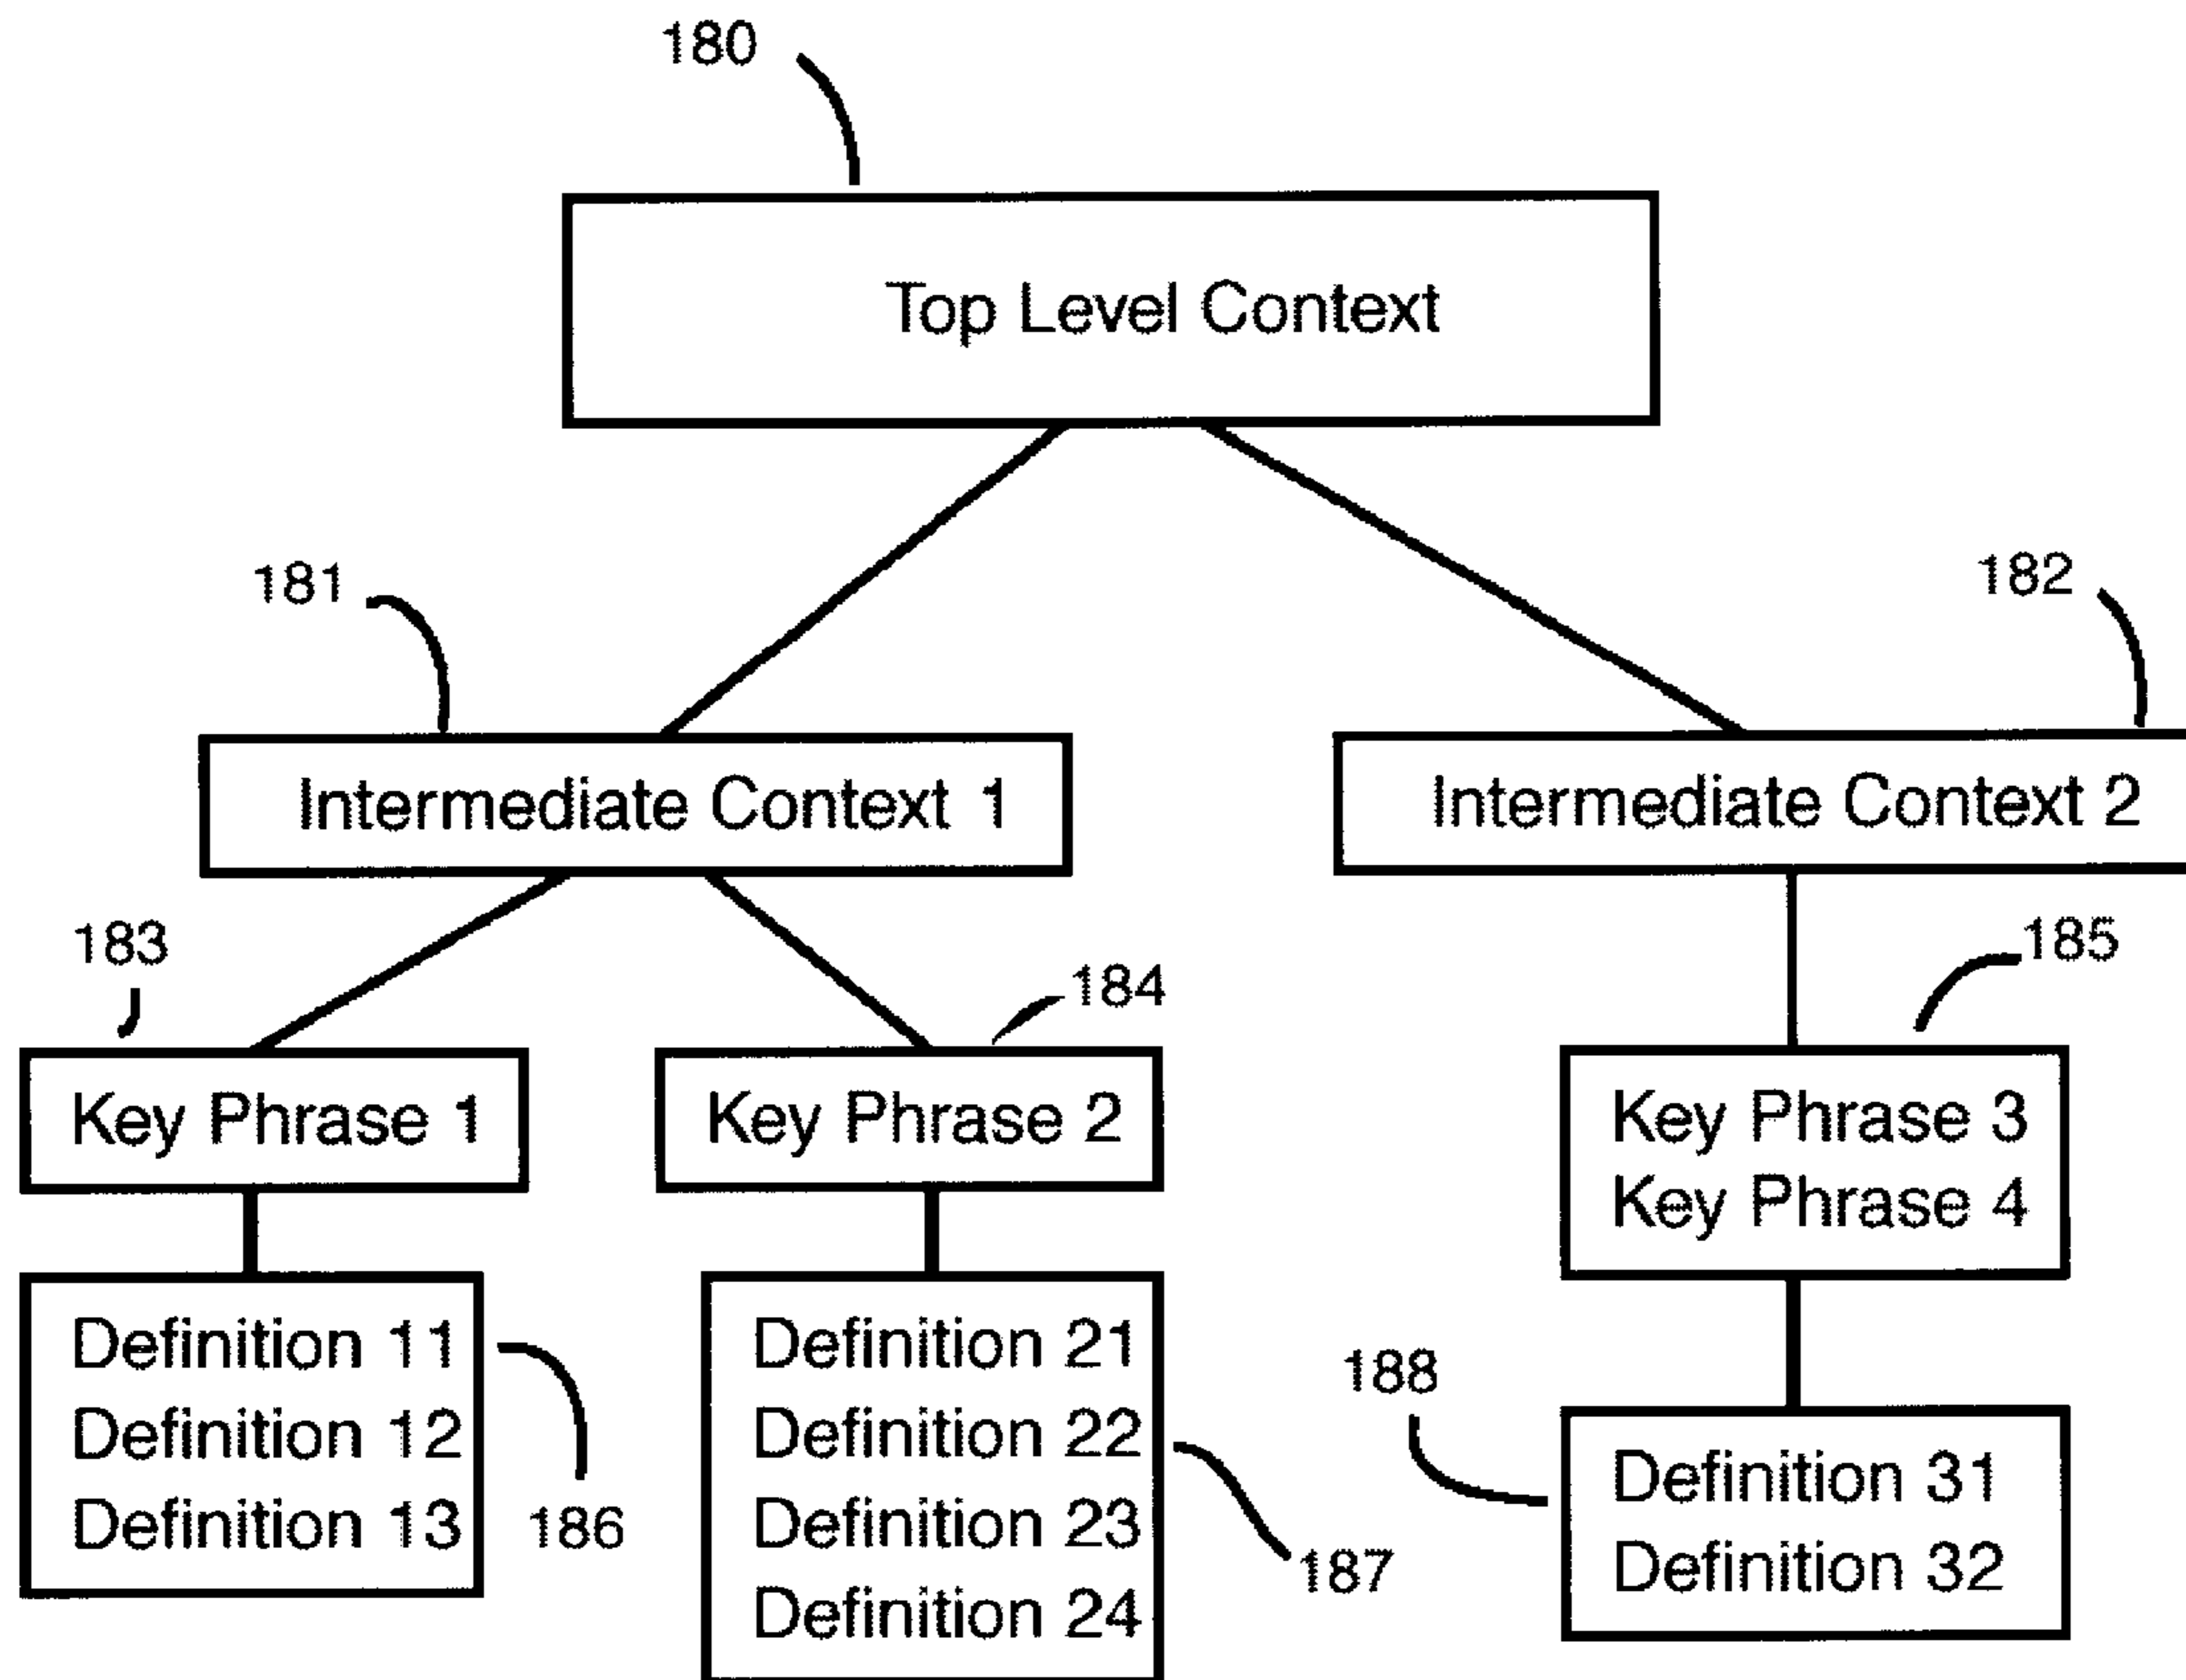 180
Top Level Context
181
182
Intermediate Context 1
Intermediate Context 2
183
184
185
Key Phrase 1
Key Phrase 2
Key Phrase 3
Key Phrase 4
Definition 11
Definition 12
Definition 13
186
Definition 21
Definition 22
Definition 23
Definition 24
187
188
Definition 31
Definition 32